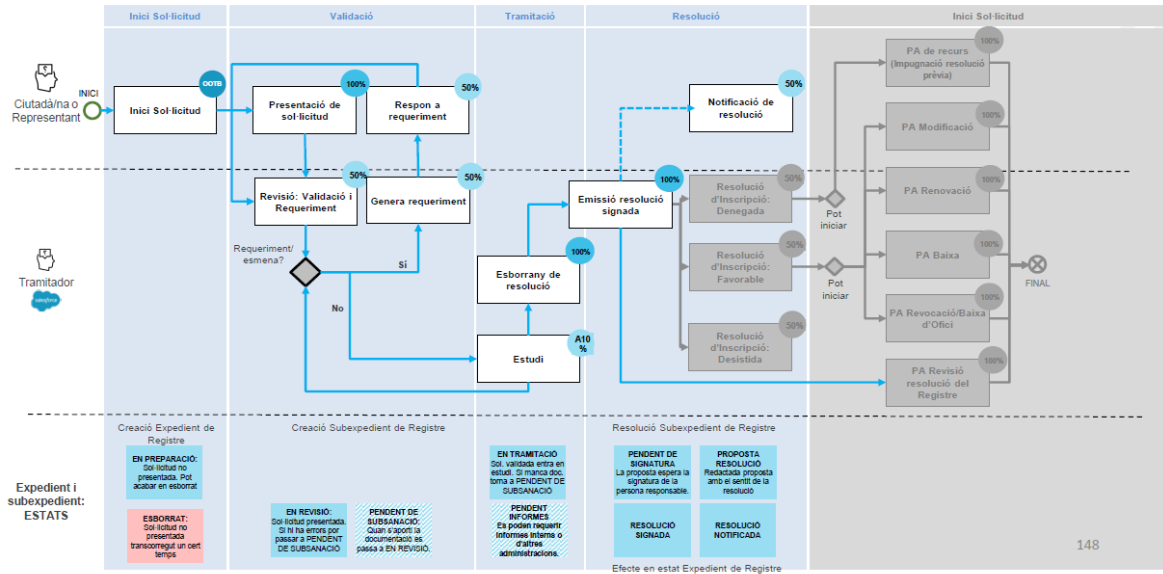 Inici Sol·licitud
Validació
Tramitació
Resolució
Inici Sol·licitud
Ciutadà/na o
Representant
INICI
OOTB
Inici Sol·licitud
100%
Presentació de
sol·licitud
50%
Respon a
requeriment
50%
Notificació de
resolució
100%
PA de recurs
(Impugnació resolució
prèvia)
100%
PA Modificació
50%
Revisió: Validació i
Requeriment
50%
Genera requeriment
100%
Emissió resolució
signada
50%
Resolució
d'Inscripció:
Denegada
Pot
iniciar
100%
PA Renovació
Tramitador
salesforce
Requeriment/
esmena?
Sí
No
100%
Esborrany de
resolució
50%
Resolució
d'Inscripció:
Favorable
Pot
iniciar
100%
PA Baixa
FINAL
100%
PA Revocació/Baixa
d'Ofici
A10
%
Estudi
50%
Resolució
d'Inscripció:
Desistida
100%
PA Revisió
resolució del
Registre
Expedient i
subexpedient:
ESTATS
Creació Expedient de
Registre
Creació Subexpedient de Registre
Resolució Subexpedient de Registre
EN PREPARACIÓ:
Sol·licitud no
presentada. Pot
acabar en esborrat
ESBORRAT:
Sol·licitud no
presentada
transcorregut un cert
temps
EN REVISIÓ:
Sol·licitud presentada.
Si hi ha errors por
passar a PENDENT
DE SUBSANACIÓ
PENDENT DE
SUBSANACIÓ:
Quan s'aporti la
documentació es
passa a EN REVISIÓ.
EN TRAMITACIÓ
Sol. validada entra en
estudi. Si manca doc.
torna a PENDENT DE
SUBSANACIÓ
PENDENT
INFORMES
Es poden requerir
informes interns o
d'altres
administracions.
PENDENT DE
SIGNATURA
La proposta espera la
signatura de la
persona responsable.
PROPOSTA
RESOLUCIÓ
Redactada proposta
amb el sentit de la
resolució
RESOLUCIÓ
SIGNADA
RESOLUCIÓ
NOTIFICADA
Efecte en estat Expedient de Registre
148